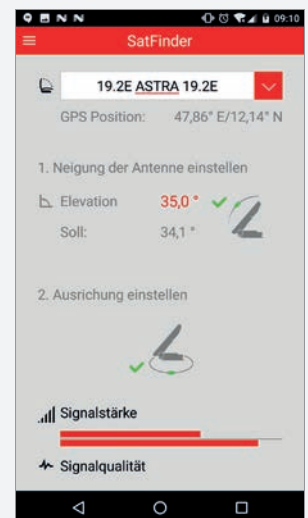 09:10
SatFinder
19.2E ASTRA 19.2E
GPS Position: 47,86° E/12,14° N
1. Neigung der Antenne einstellen
Elevation 35,0 °
Soll: 34,1 °
2. Ausrichung einstellen
Signalstärke
Signalqualität